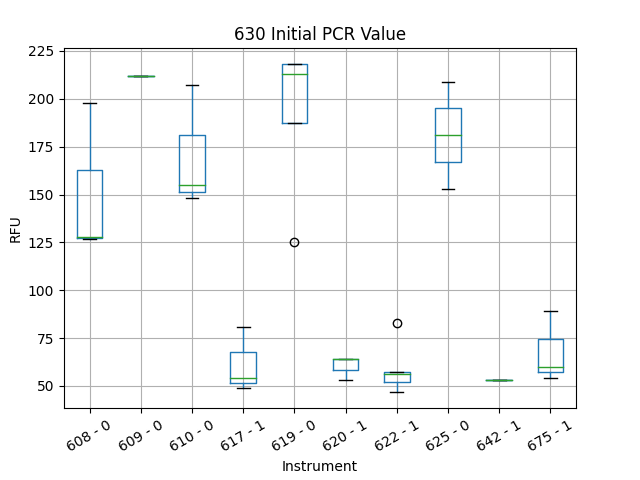 630 Initial PCR Value
225
200
175
150
125
100
75
50
RFU
608 - 0
609 - 0
610 - 0
617 - 1
619 - 0
620 - 1
622 - 1
625 - 0
642 - 1
675 - 1
Instrument